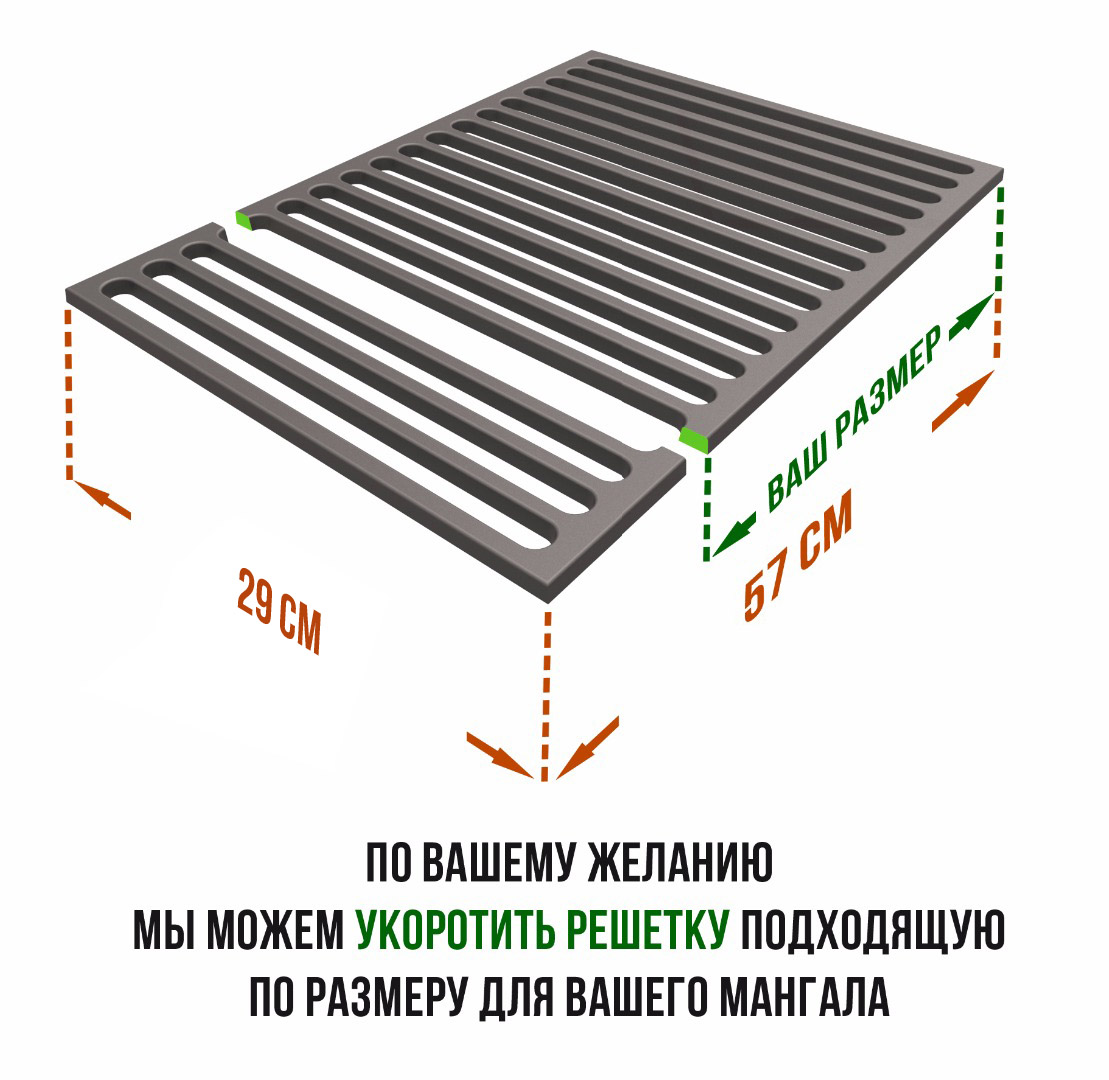 ВАШ РАЗМЕР
57 СМ
29 СМ
ПО ВАШЕМУ ЖЕЛАНИЮ
МЫ МОЖЕМ УКОРОТИТЬ РЕШЕТКУ ПОДХОДЯЩУЮ
ПО РАЗМЕРУ ДЛЯ ВАШЕГО МАНГАЛА